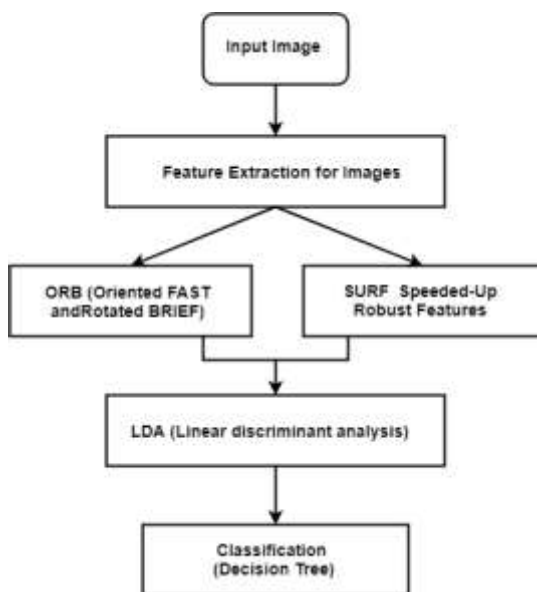 Input Image
Feature Extraction for Images
ORB (Oriented FAST
andRotated BRIEF)
SURF Speeded-Up
Robust Features
LDA (Linear discriminant analysis)
Classification
(Decision Tree)